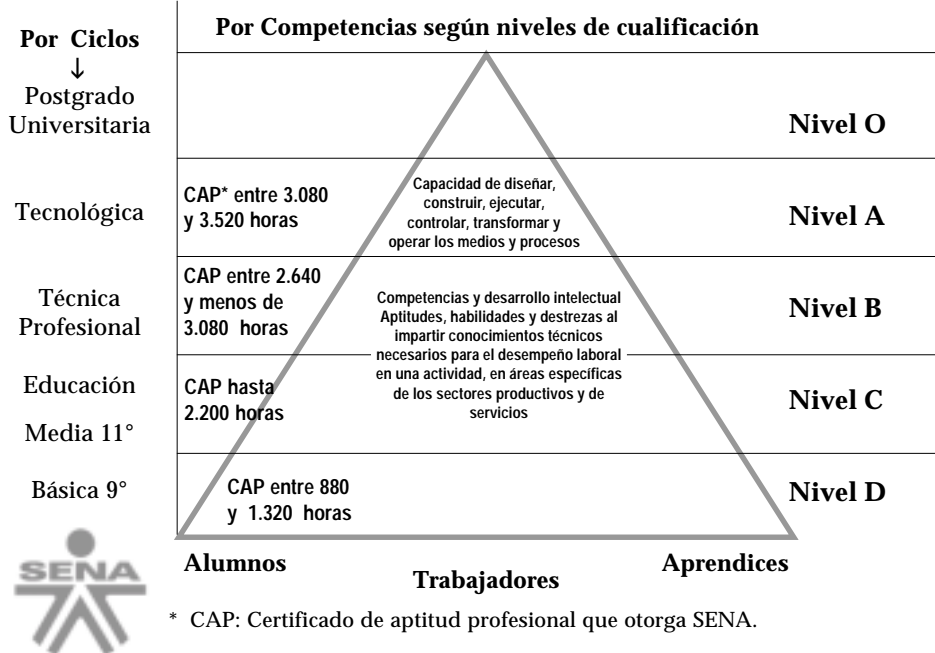 Por Ciclos
↓
Por Competencias según niveles de cualificación
Postgrado
Universitaria
Nivel O
Tecnológica
CAP* entre 3.080
y 3.520 horas
Capacidad de diseñar,
construir, ejecutar,
controlar, transformar y
operar los medios y procesos
Nivel A
Técnica
Profesional
CAP entre 2.640
y menos de
3.080 horas
Competencias y desarrollo intelectual
Aptitudes, habilidades y destrezas al
impartir conocimientos técnicos
necesarios para el desempeño laboral
en una actividad, en áreas específicas
de los sectores productivos y de
servicios
Nivel B
Educación
Media 11°
CAP hasta
2.200 horas
Nivel C
Básica 9°
CAP entre 880
y 1.320 horas
Nivel D
SENA
Alumnos
Trabajadores
Aprendices
* CAP: Certificado de aptitud profesional que otorga SENA.